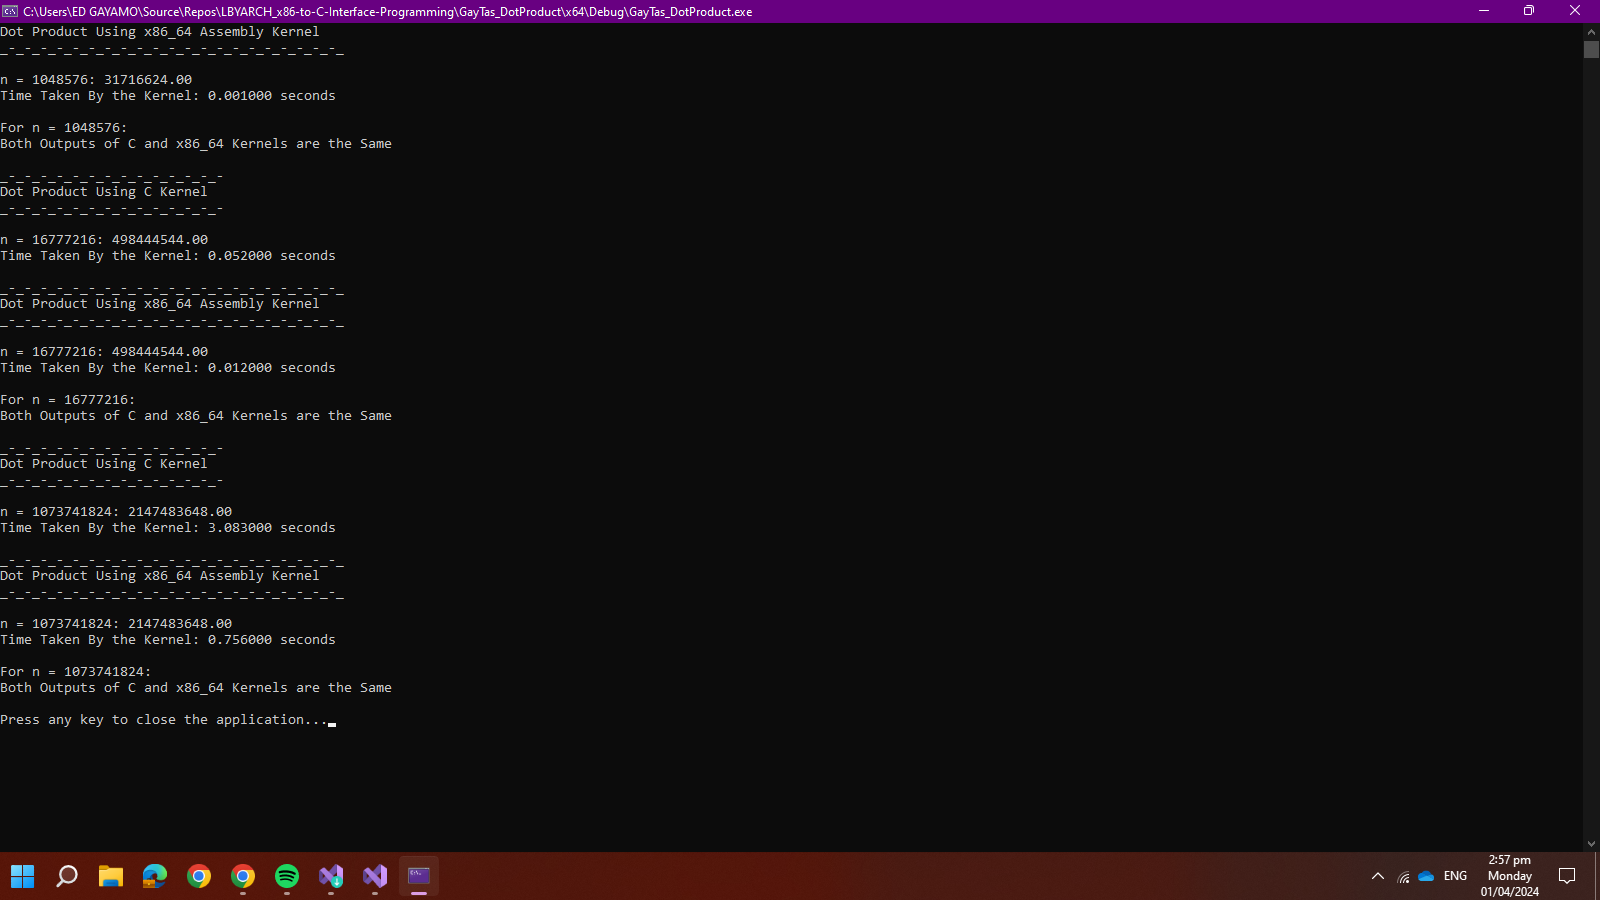 C:\Users\ED GAYAMO\Source\Repos\LBYARCH_x86-to-C-Interface-Programming\GayTas_DotProduct\x64\Debug\GayTas_DotProduct.exe
Dot Product Using x86_64 Assembly Kernel
_-_-_-_-_-_-_-_-_-_-_-_-_-_-_-_-_-_-_-_-_-_
n = 1048576: 31716624.00
Time Taken By the Kernel: 0.001000 seconds
For n = 1048576:
Both Outputs of C and x86_64 Kernels are the Same
_-_-_-_-_-_-_-_-_-_-_-_-_-_-
Dot Product Using C Kernel
_-_-_-_-_-_-_-_-_-_-_-_-_-_-
n = 16777216: 498444544.00
Time Taken By the Kernel: 0.052000 seconds
_-_-_-_-_-_-_-_-_-_-_-_-_-_-_-_-_-_-_-_-_-_
Dot Product Using x86_64 Assembly Kernel
_-_-_-_-_-_-_-_-_-_-_-_-_-_-_-_-_-_-_-_-_-_
n = 16777216: 498444544.00
Time Taken By the Kernel: 0.012000 seconds
For n = 16777216:
Both Outputs of C and x86_64 Kernels are the Same
_-_-_-_-_-_-_-_-_-_-_-_-_-_-
Dot Product Using C Kernel
_-_-_-_-_-_-_-_-_-_-_-_-_-_-
n = 1073741824: 2147483648.00
Time Taken By the Kernel: 3.083000 seconds
_-_-_-_-_-_-_-_-_-_-_-_-_-_-_-_-_-_-_-_-_-_
Dot Product Using x86_64 Assembly Kernel
_-_-_-_-_-_-_-_-_-_-_-_-_-_-_-_-_-_-_-_-_-_
n = 1073741824: 2147483648.00
Time Taken By the Kernel: 0.756000 seconds
For n = 1073741824:
Both Outputs of C and x86_64 Kernels are the Same
Press any key to close the application...
ENG
2:57 pm
Monday
01/04/2024